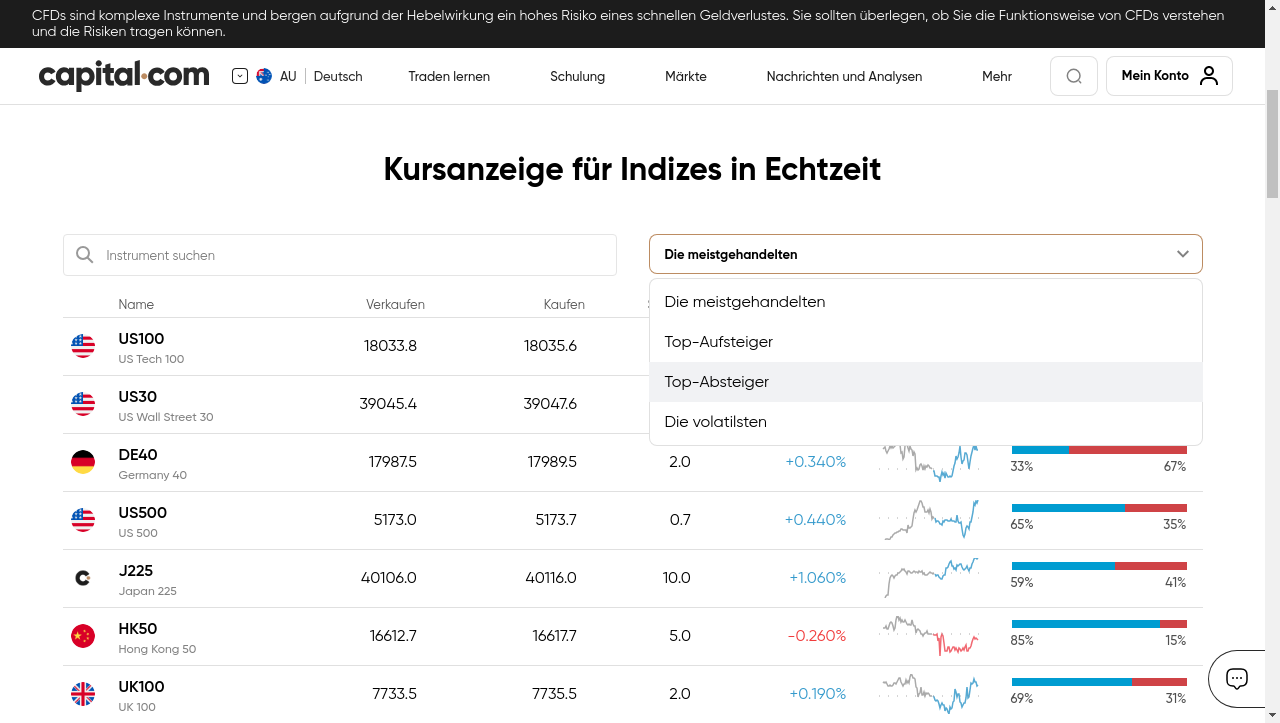 CFDs sind komplexe Instrumente und bergen aufgrund der Hebelwirkung ein hohes Risiko eines schnellen Geldverlustes. Sie sollten überlegen, ob Sie die Funktionsweise von CFDs verstehen
und die Risiken tragen können.
capital.com AU Deutsch Traden lernen Schulung Märkte Nachrichten und Analysen Mehr Mein Konto
Kursanzeige für Indizes in Echtzeit
Instrument suchen
Die meistgehandelten
Die meistgehandelten
Top-Aufsteiger
Top-Absteiger
Die volatilsten
Name Verkaufen Kaufen
US100 18033.8 18035.6
US Tech 100
US30 39045.4 39047.6
US Wall Street 30
DE40 17987.5 17989.5 2.0 +0.340% 33% 67%
Germany 40
US500 5173.0 5173.7 0.7 +0.440% 65% 35%
US 500
J225 40106.0 40116.0 10.0 +1.060% 59% 41%
Japan 225
HK50 16612.7 16617.7 5.0 -0.260% 85% 15%
Hong Kong 50
UK100 7733.5 7735.5 2.0 +0.190% 69% 31%
UK 100